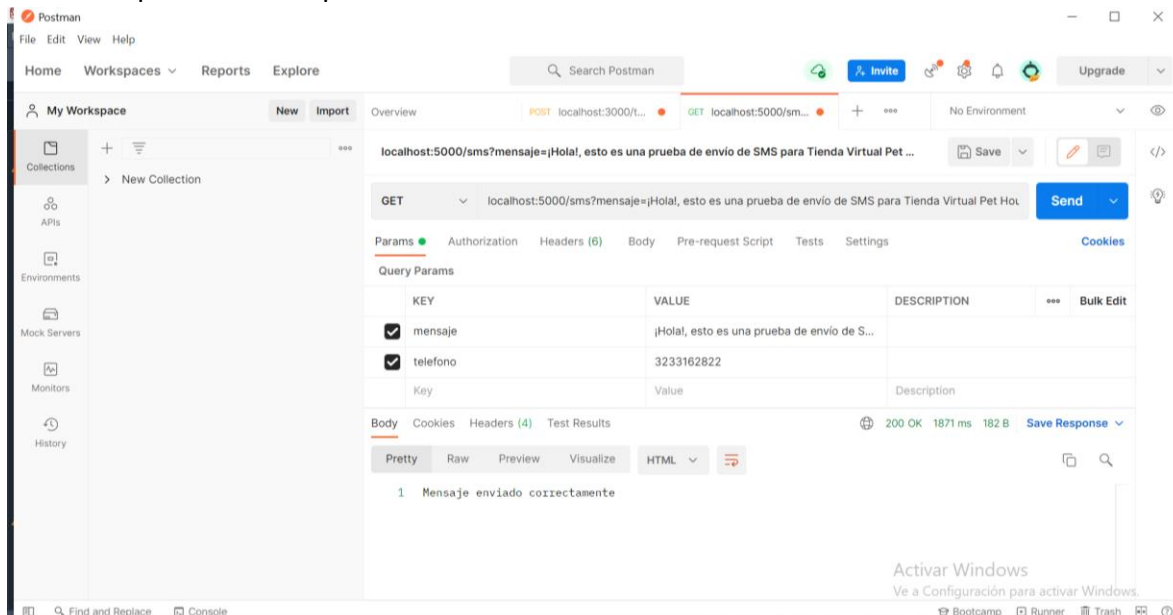 Postman
File Edit View Help
Home Workspaces Reports Explore Search Postman Invite Upgrade
My Workspace New Import Overview POST localhost:3000/t... GET localhost:5000/sm... No Environment
Collections
New Collection
APIs
Environments
Mock Servers
Monitors
History
localhost:5000/sms?mensaje=¡Hola!, esto es una prueba de envío de SMS para Tienda Virtual Pet ... Save
GET localhost:5000/sms?mensaje=¡Hola!, esto es una prueba de envío de SMS para Tienda Virtual Pet Hou Send
Params Authorization Headers (6) Body Pre-request Script Tests Settings Cookies
Query Params
KEY VALUE DESCRIPTION Bulk Edit
mensaje ¡Hola!, esto es una prueba de envío de S...
telefono 3233162822
Key Value Description
Body Cookies Headers (4) Test Results 200 OK 1871 ms 182 B Save Response
Pretty Raw Preview Visualize HTML
1 Mensaje enviado correctamente
Activar Windows
Ve a Configuración para activar Windows.
Find and Replace Console Bootcamp Runner Trash